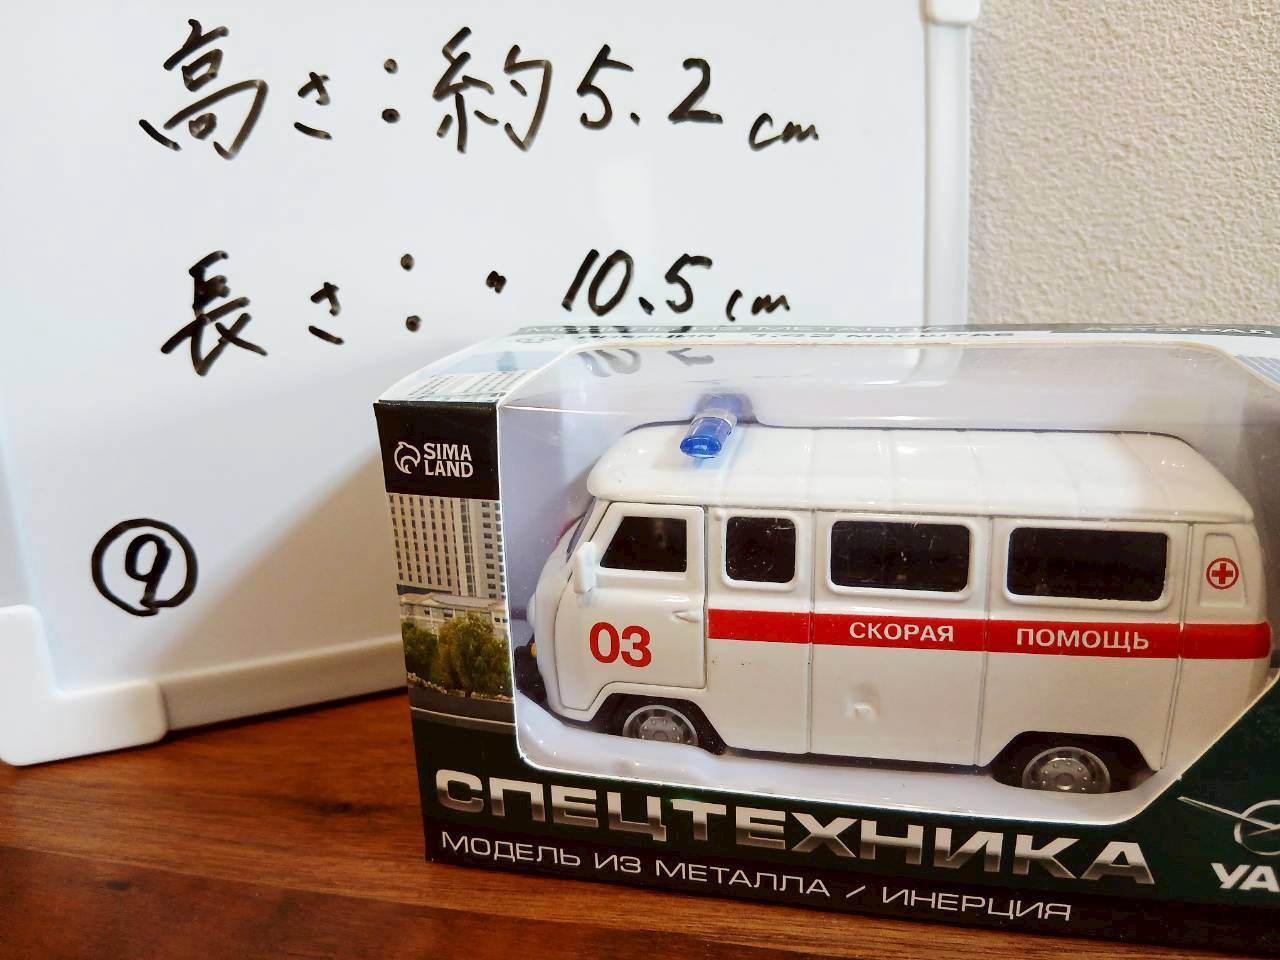 高さ：約5.2cm
長さ：〃10.5cm
⑨
SIMA
LAND
03
СКОРАЯ ПОМОЩЬ
СПЕЦТЕХНИКА
МОДЕЛЬ ИЗ МЕТАЛЛА / ИНЕРЦИЯ